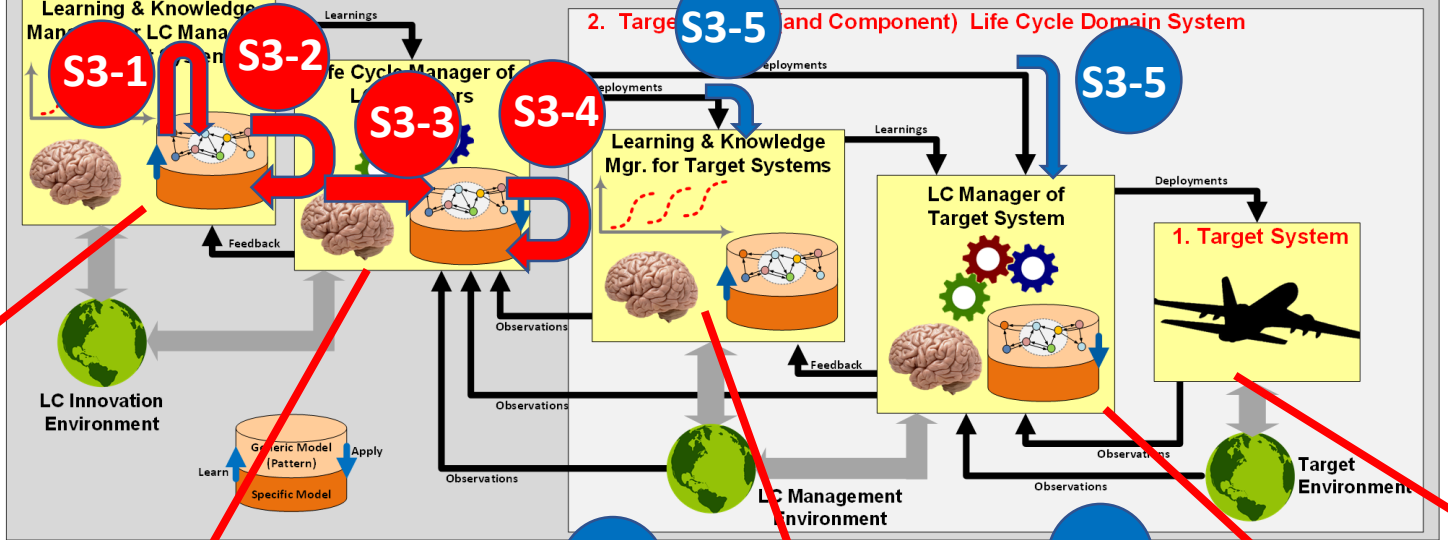 Learning & Knowledge
S3-1
S3-2
Learnings
Life Cycle Manager of
S3-3
S3-4
Feedback
LC Innovation
Environment
Generic Model
(Pattern)
Specific Model
Learn
Apply
2. Target
and Component) Life Cycle Domain
System
S3-5
S3-5
Deployments
Deployments
Learning & Knowledge
Mgr. for Target Systems
Learnings
LC Manager of
Target System
Deployments
1. Target System
Observations
Feedback
Observations
Observations
Observations
Observations
LC Management
Environment
Target
Environment